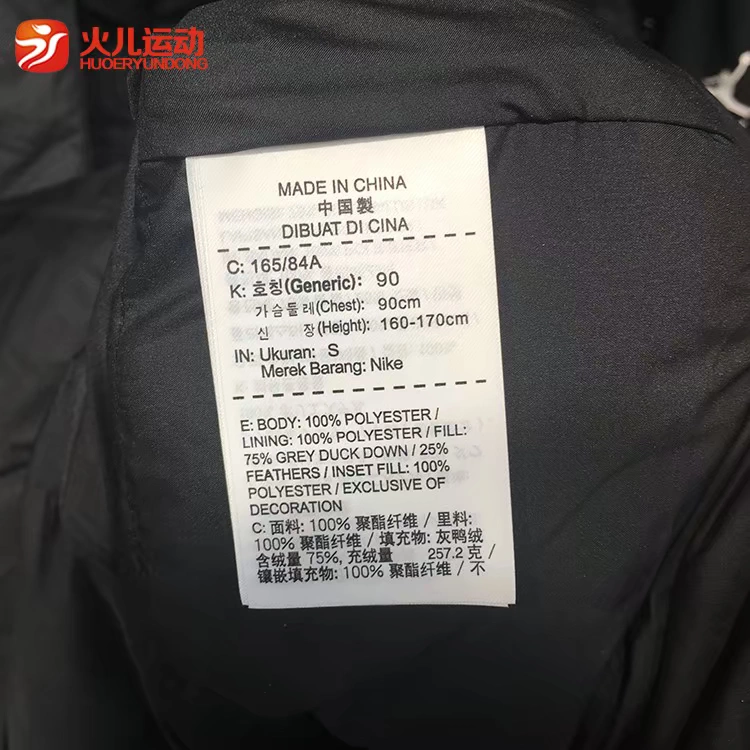 火儿运动
HUOERYUNDONG
MADE IN CHINA
中国製
DIBUAT DI CINA
C: 165/84A
K: 호칭(Generic): 90
가슴둘레(Chest): 90cm
신 장(Height): 160-170cm
IN: Ukuran: S
Merek Barang: Nike
E: BODY: 100% POLYESTER /
LINING: 100% POLYESTER / FILL:
75% GREY DUCK DOWN / 25%
FEATHERS / INSET FILL: 100%
POLYESTER / EXCLUSIVE OF
DECORATION
C: 面料: 100% 聚酯纤维 / 里料:
100% 聚酯纤维 / 填充物: 灰鸭绒
含绒量 75%, 充绒量 257.2 克 /
镶嵌填充物: 100% 聚酯纤维 / 不